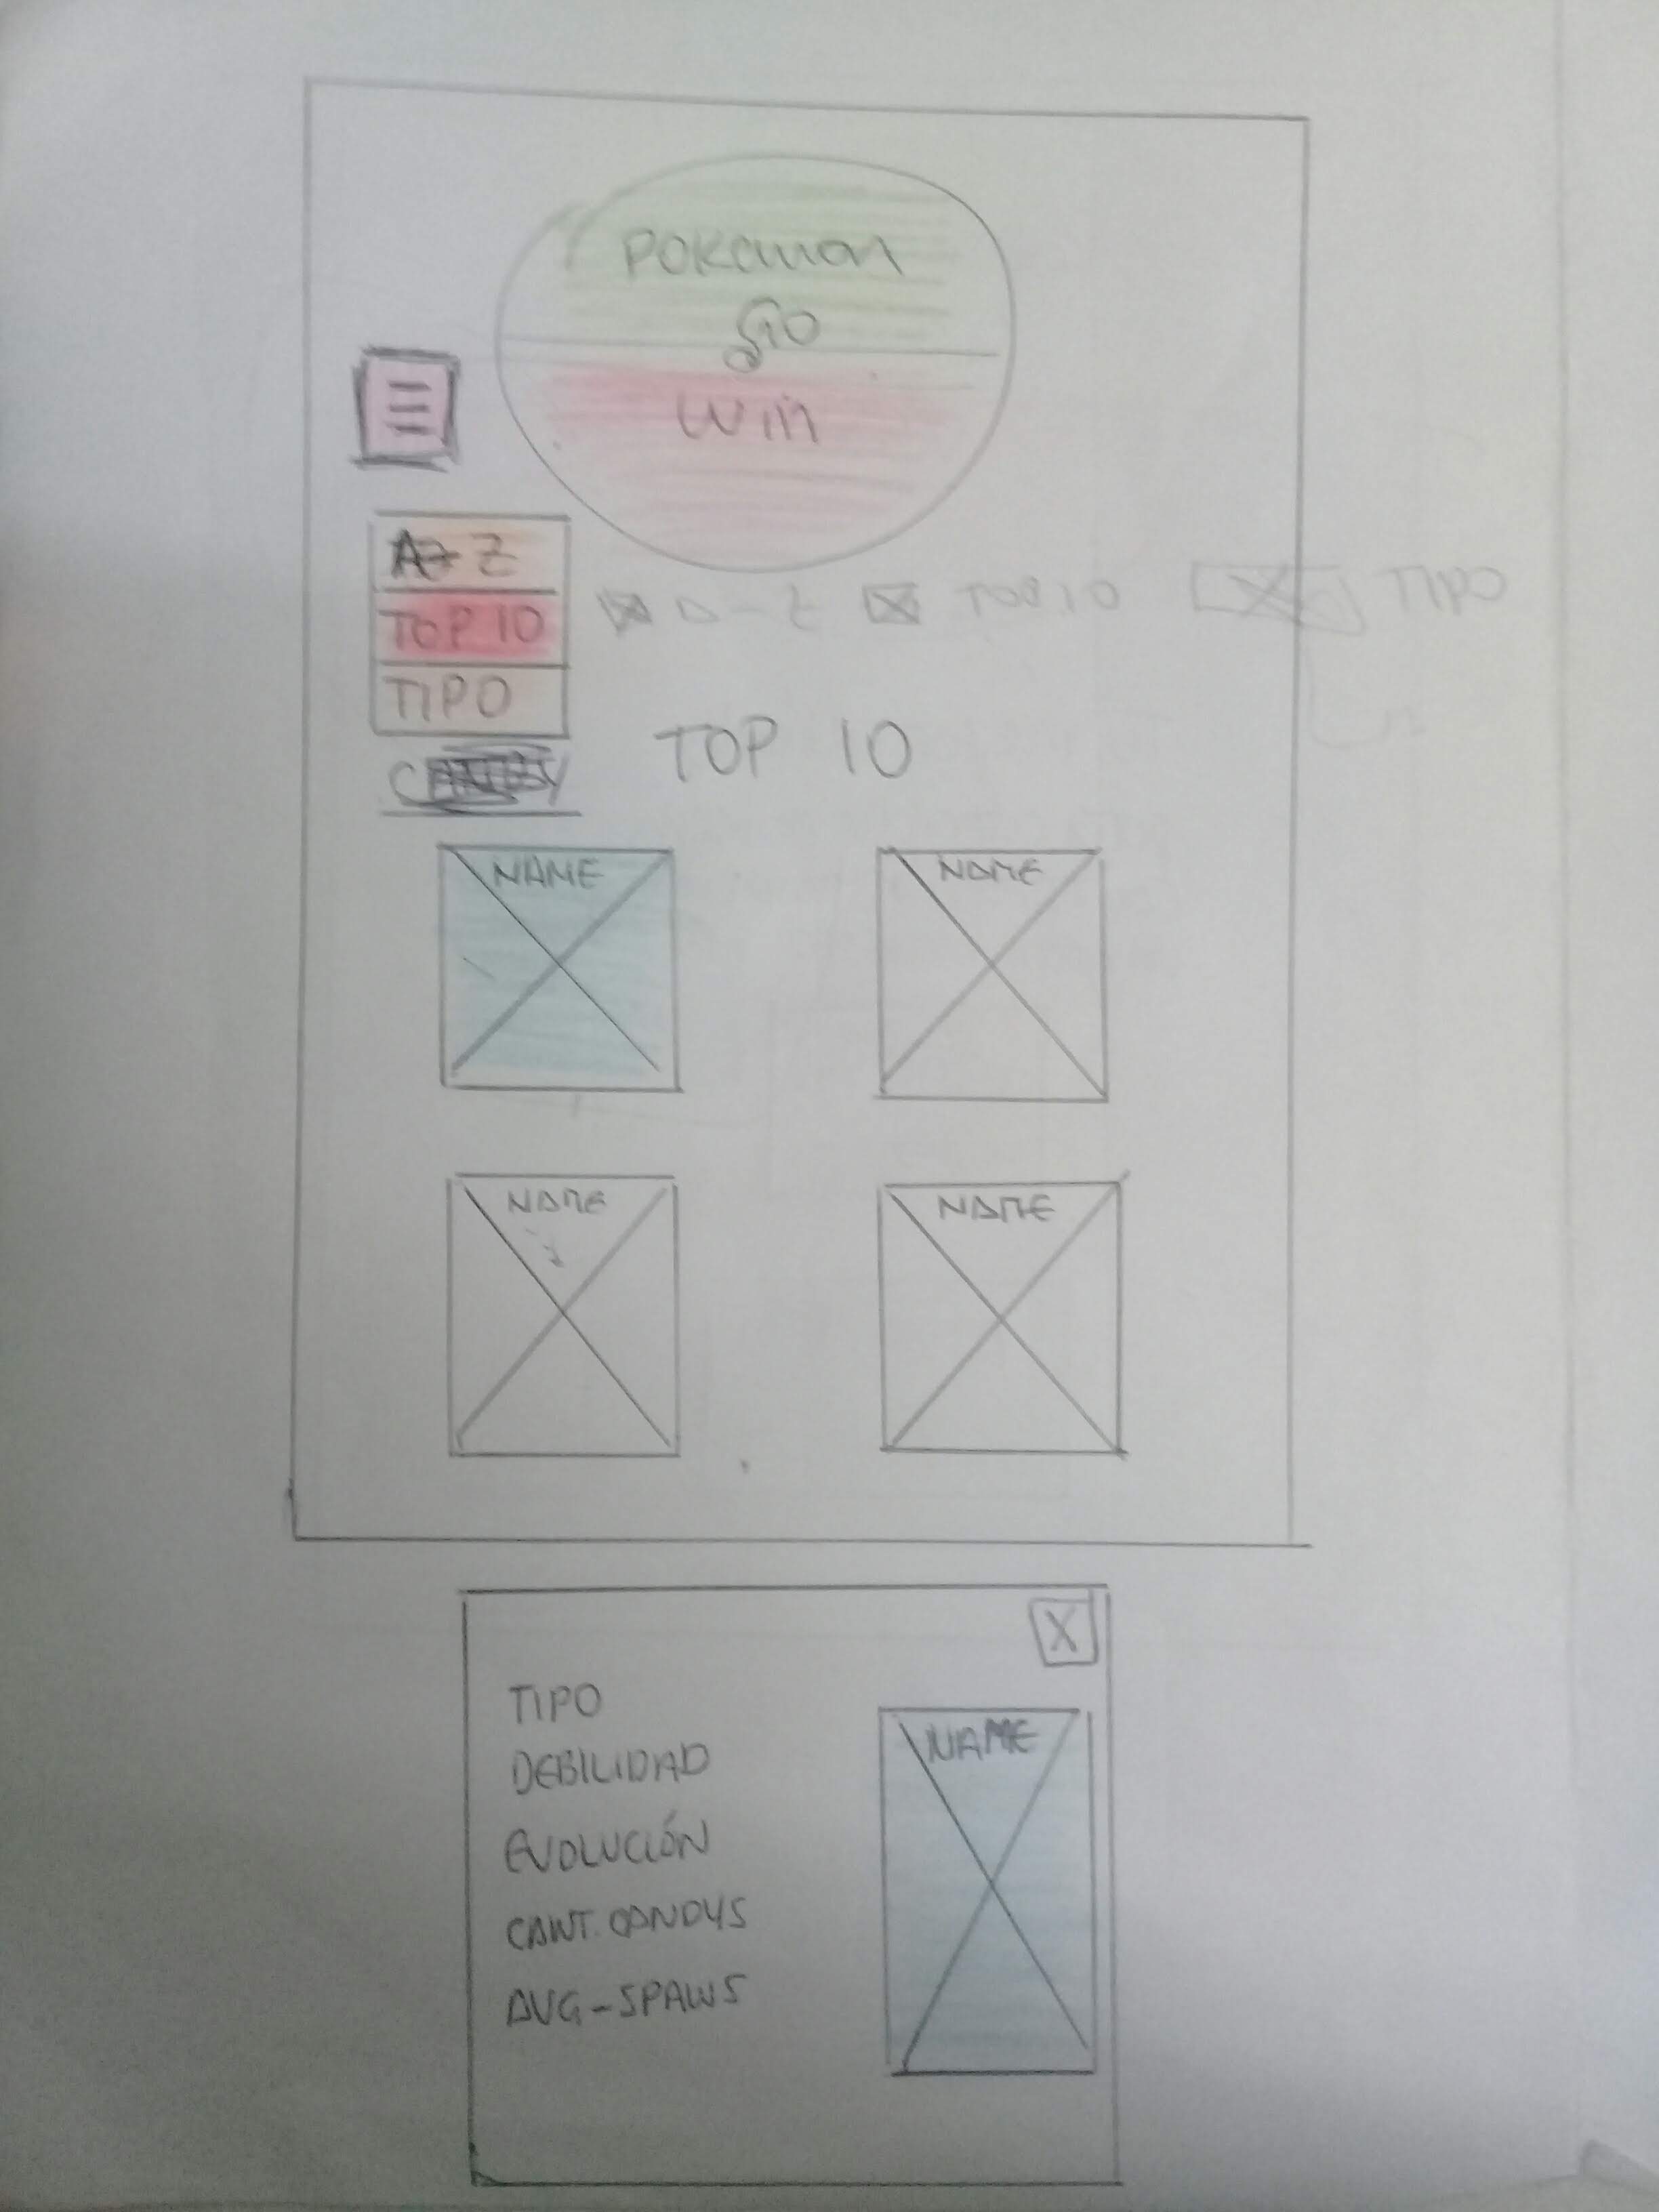 Pokemon
Go
Win
AZ Z
TOP 10
TIPO
A-Z TOP 10 TIPO
TOP 10
NAME NAME
NAME NAME
X
TIPO
DEBILIDAD
EVOLUCIÓN
CANT. CANDYS
AVG-SPAWS
NAME